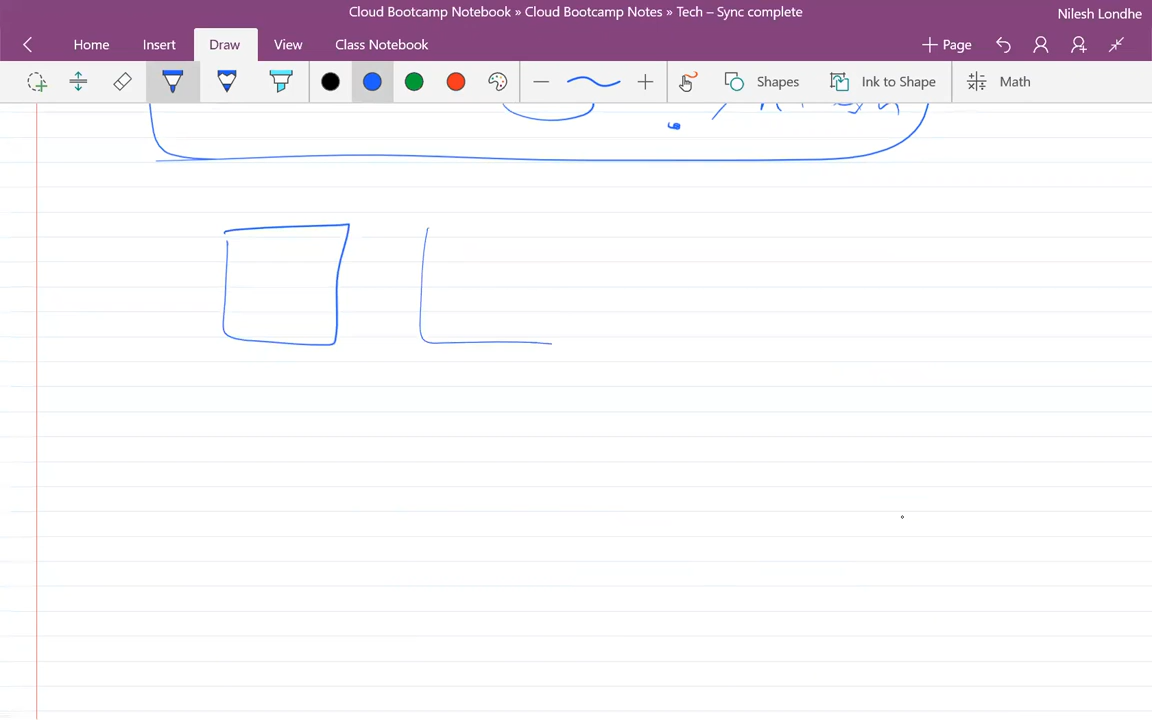 Cloud Bootcamp Notebook » Cloud Bootcamp Notes » Tech – Sync complete
Nilesh Londhe
Home Insert Draw View Class Notebook Page
Shapes Ink to Shape Math